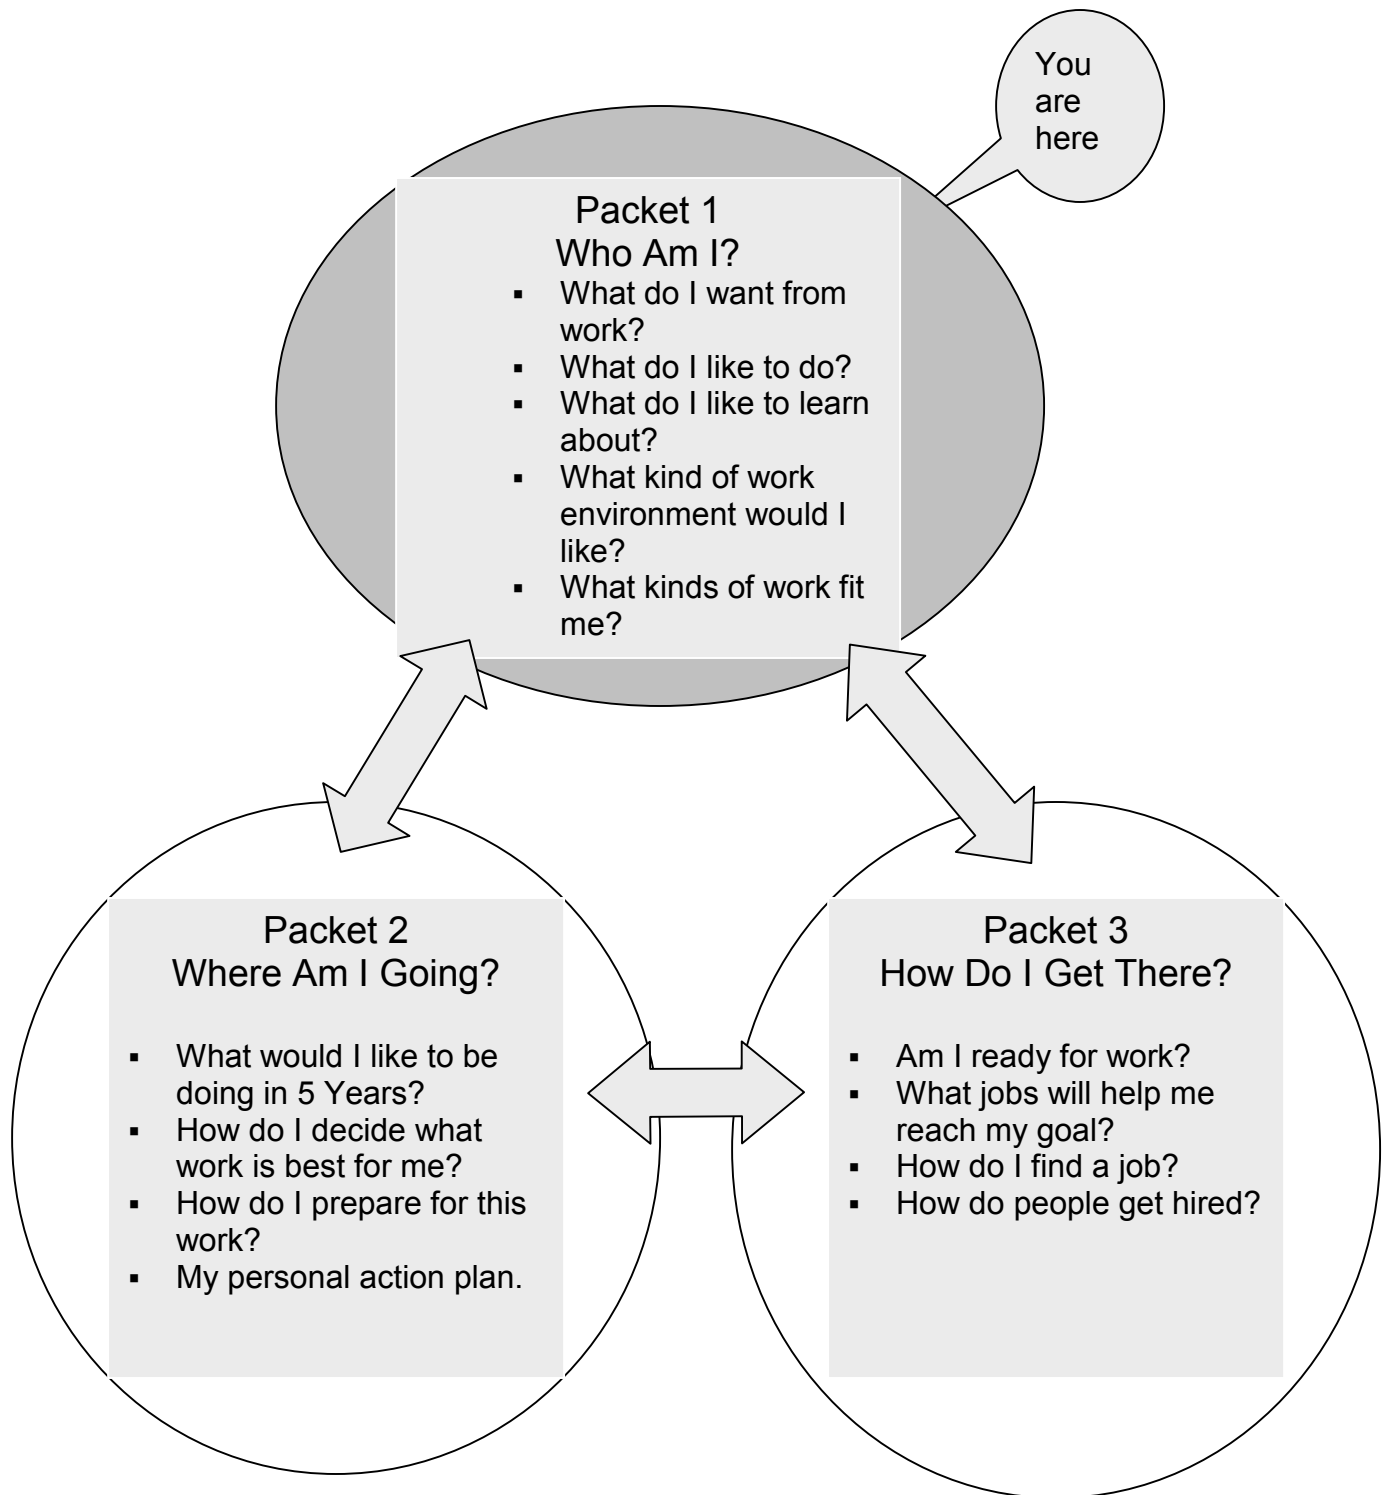 You
are
here
Packet 1
Who Am I?
▪ What do I want from
work?
▪ What do I like to do?
▪ What do I like to learn
about?
▪ What kind of work
environment would I
like?
▪ What kinds of work fit
me?
Packet 2
Where Am I Going?
▪ What would I like to be
doing in 5 Years?
▪ How do I decide what
work is best for me?
▪ How do I prepare for this
work?
▪ My personal action plan.
Packet 3
How Do I Get There?
▪ Am I ready for work?
▪ What jobs will help me
reach my goal?
▪ How do I find a job?
▪ How do people get hired?